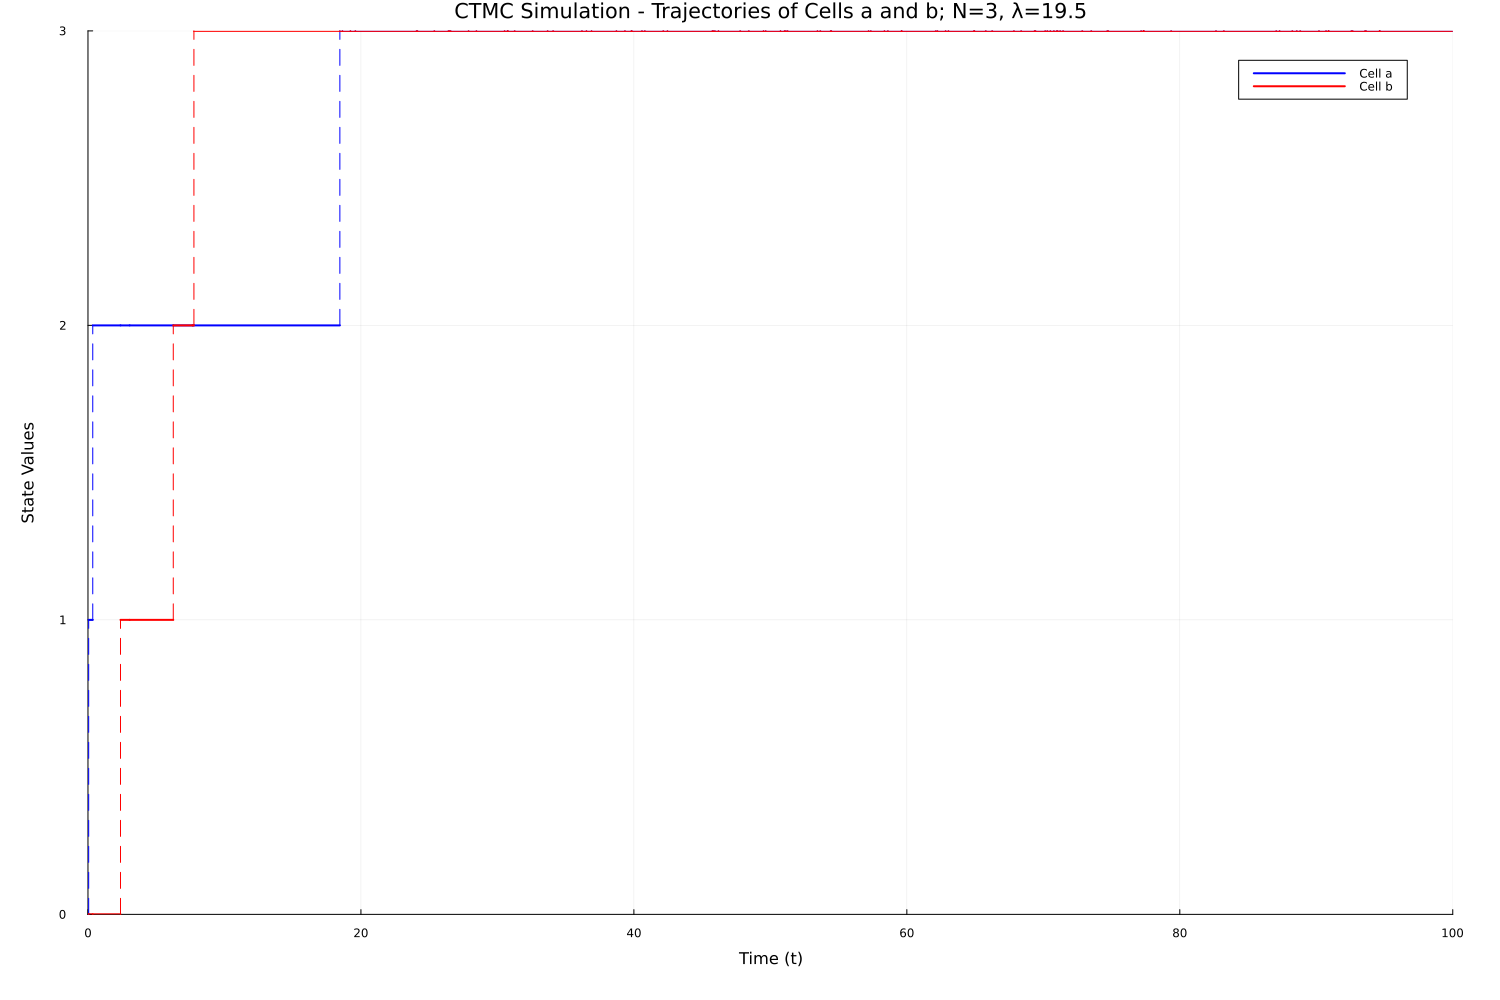 CTMC Simulation - Trajectories of Cells a and b; N=3, λ=19.5
3
Cell a
Cell b
2
State Values
1
0
0 20 40 60 80 100
Time (t)